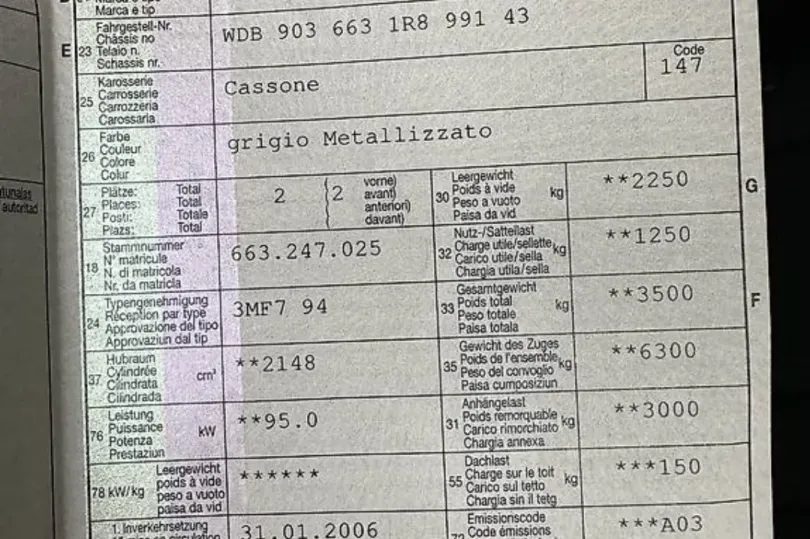 Marca e tipo
E
23
Fahrgestell-Nr.
Châssis no
Telaio n.
Schassis nr.
WDB 903 663 1R8 991 43
25
Karosserie
Carrosserie
Carrozzeria
Carossaria
Cassone
Code
147
26
Farbe
Couleur
Colore
Colur
grigio Metallizzato
27
Plätze: Total
Places: Total
Posti: Totale
Plazs: Total
2
(2
vorne)
avant)
anteriori)
davant)
30
Leergewicht
Poids à vide
Peso a vuoto
Paisa da vid
kg
**2250
G
18
Stammnummer
N° matricule
N. di matricola
Nr. da matricla
663.247.025
32
Nutz-/Sattellast
Charge utile/sellette
Carico utile/sella
Chargia utila/sella
kg
**1250
24
Typengenehmigung
Réception par type
Approvazione del tipo
Approvaziun dal tip
3MF7 94
33
Gesamtgewicht
Poids total
Peso totale
Paisa totala
kg
**3500
F
37
Hubraum
Cylindrée
Cilindrata
Cilindrada
cm³
**2148
35
Gewicht des Zuges
Poids de l'ensemble
Peso del convoglio
Paisa cumposiziun
kg
**6300
76
Leistung
Puissance
Potenza
Prestaziun
kW
**95.0
31
Anhängelast
Poids remorquable
Carico rimorchiato
Chargia annexa
kg
**3000
78 kW/kg
Leergewicht
poids à vide
peso a vuoto
paisa da vid
******
55
Dachlast
Charge sur le toit
Carico sul tetto
Chargia sin il tetg
kg
***150
1. Inverkehrsetzung
31.01.2006
72
Emissionscode
Code émissions
***A03
autoritad